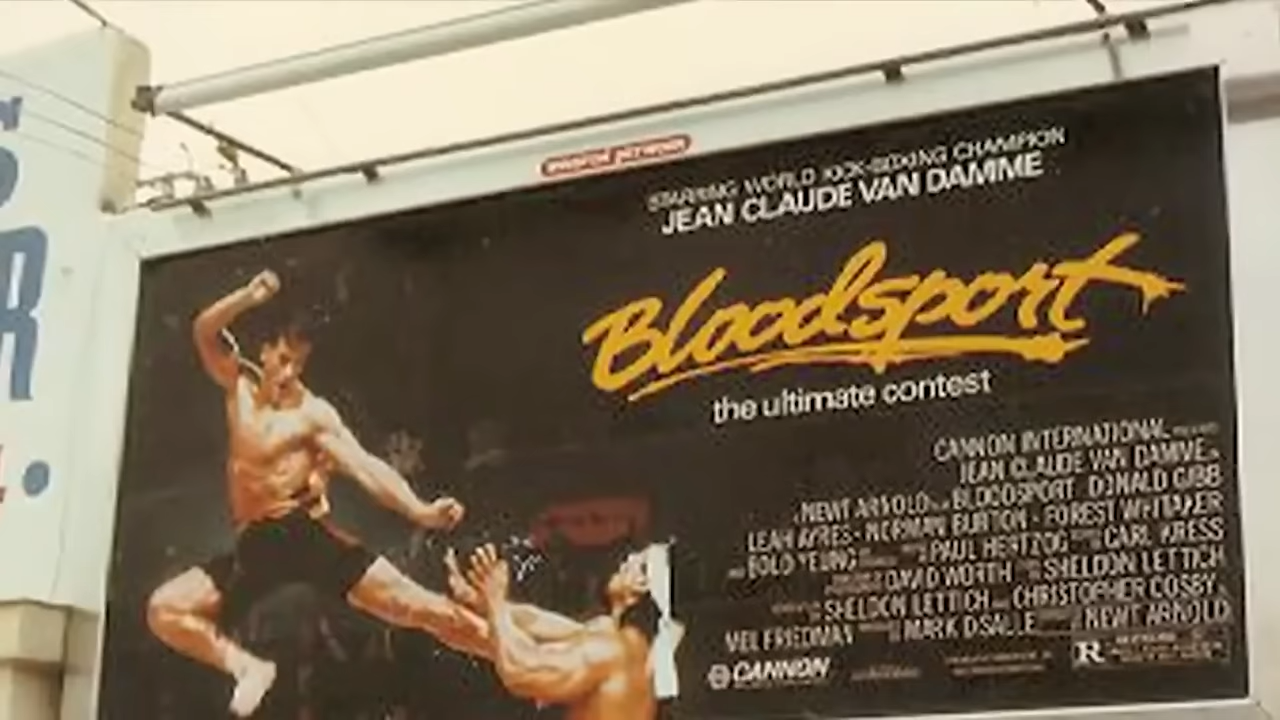 R
STARRING WORLD KICK-BOXING CHAMPION
JEAN CLAUDE VAN DAMME
Bloodsport
the ultimate contest
CANNON INTERNATIONAL
JEAN CLAUDE VAN DAMME
NEWT ARNOLD BLOODSPORT DONALD GIBB
LEAH AYRES - NORMAN BURTON - FOREST WHITAKER
BOLO YEUNG PAUL HERTZOG CARL KRESS
DAVID WORTH SHELDON LETTICH
SHELDON LETTICH CHRISTOPHER COSBY
MEL FRIEDMAN MARK DISALLE NEWT ARNOLD
CANNON
R